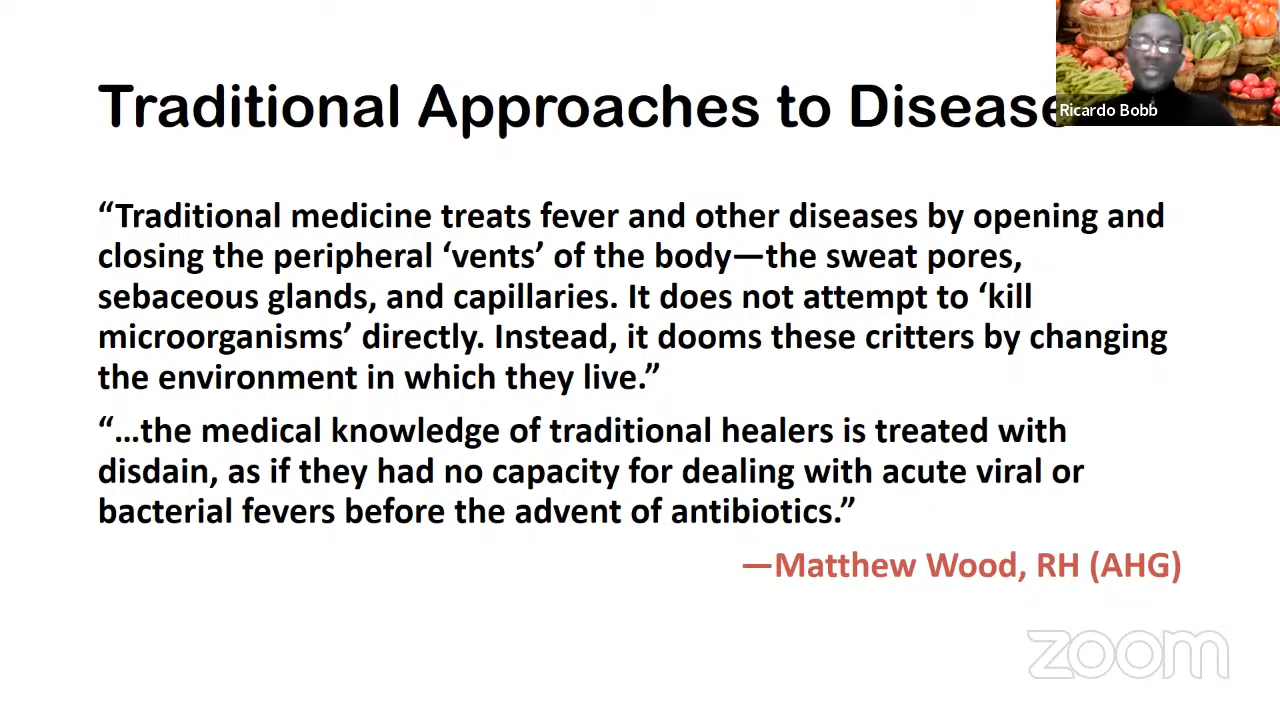 Traditional Approaches to Disease
Ricardo Bobb
“Traditional medicine treats fever and other diseases by opening and
closing the peripheral ‘vents’ of the body—the sweat pores,
sebaceous glands, and capillaries. It does not attempt to ‘kill
microorganisms’ directly. Instead, it dooms these critters by changing
the environment in which they live.”
“…the medical knowledge of traditional healers is treated with
disdain, as if they had no capacity for dealing with acute viral or
bacterial fevers before the advent of antibiotics.”
—Matthew Wood, RH (AHG)
zoom